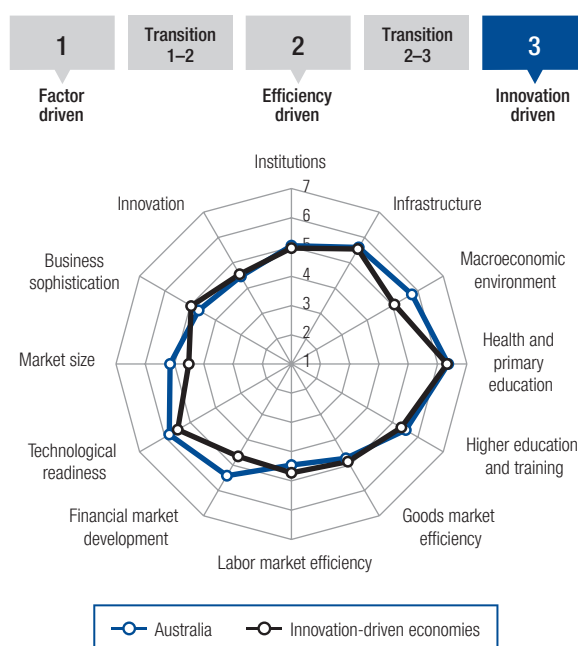 1
Transition
1–2
2
Transition
2–3
3
Factor
driven
Efficiency
driven
Innovation
driven
Institutions
7
6
5
4
3
2
1
Innovation
Infrastructure
Business
sophistication
Macroeconomic
environment
Market size
Health and
primary
education
Technological
readiness
Higher education
and training
Financial market
development
Goods market
efficiency
Labor market efficiency
Australia
Innovation-driven economies